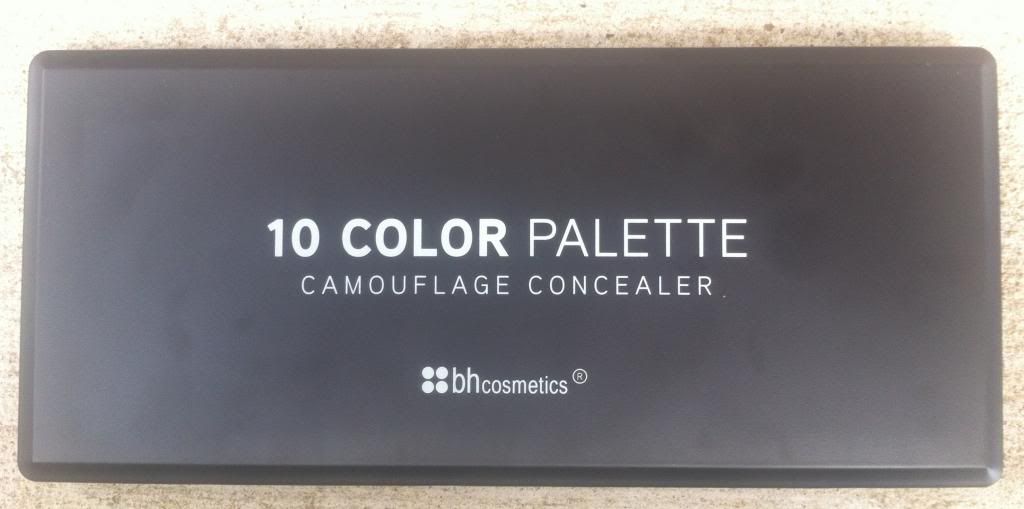 10 COLOR PALETTE
CAMOUFLAGE CONCEALER
bhcosmetics®